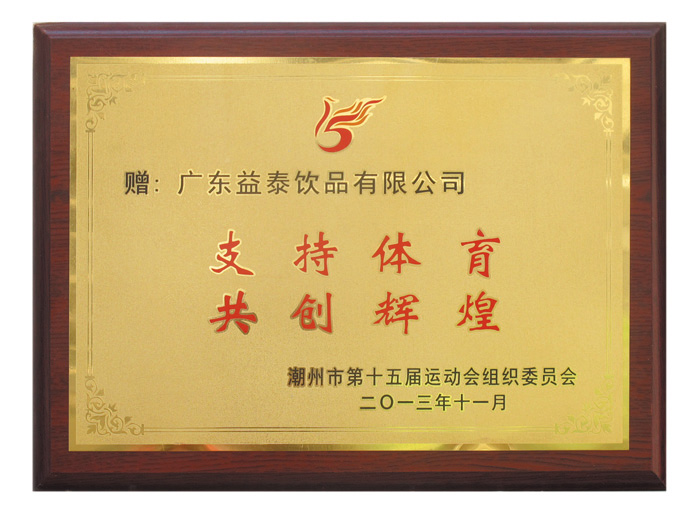 赠：广东益泰饮品有限公司
支持体育
共创辉煌
潮州市第十五届运动会组织委员会
二〇一三年十一月